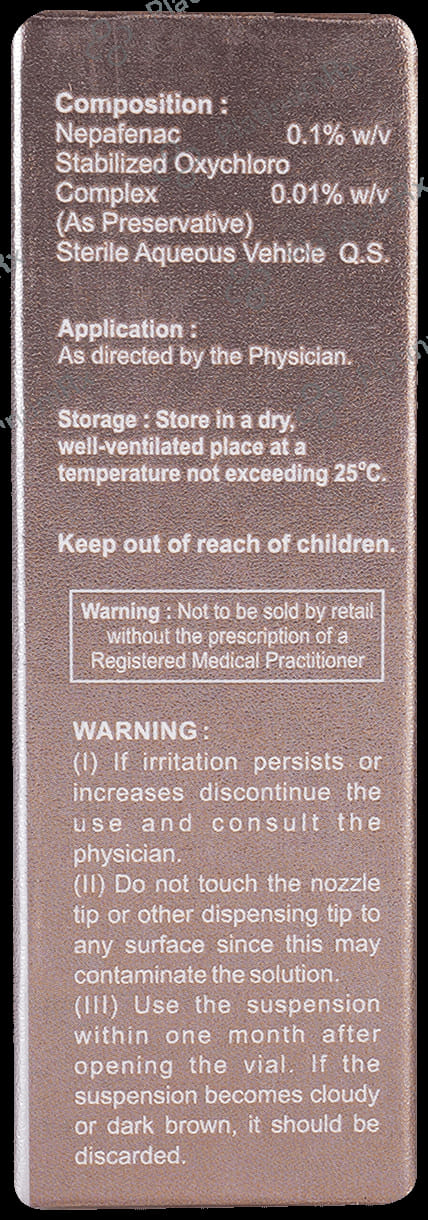 Composition :
Nepafenac 0.1% w/v
Stabilized Oxychloro
Complex 0.01% w/v
(As Preservative)
Sterile Aqueous Vehicle Q.S.
Application :
As directed by the Physician.
Storage : Store in a dry,
well-ventilated place at a
temperature not exceeding 25°C.
Keep out of reach of children.
Warning : Not to be sold by retail
without the prescription of a
Registered Medical Practitioner
WARNING :
(I) If irritation persists or
increases discontinue the
use and consult the
physician.
(II) Do not touch the nozzle
tip or other dispensing tip to
any surface since this may
contaminate the solution.
(III) Use the suspension
within one month after
opening the vial. If the
suspension becomes cloudy
or dark brown, it should be
discarded.